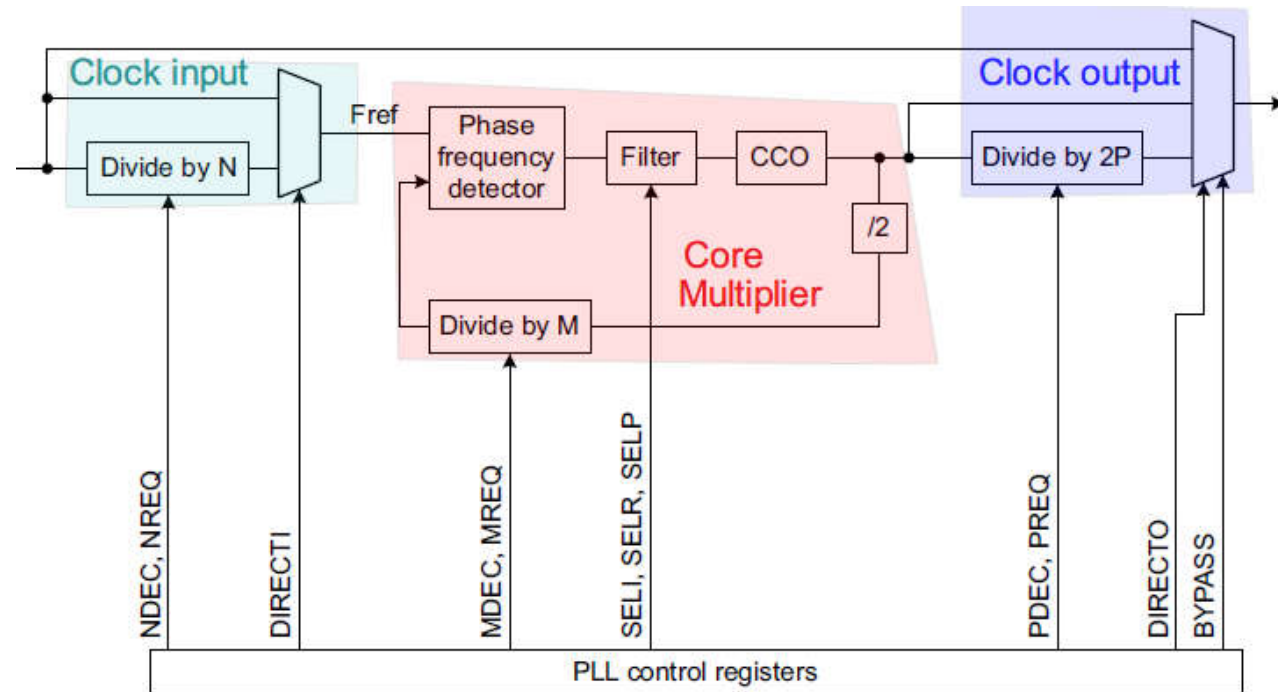 Clock input
Clock output
Fref
Phase
frequency
detector
Filter
CCO
Divide by N
Divide by 2P
/2
Core
Multiplier
Divide by M
NDEC, NREQ
DIRECTI
MDEC, MREQ
SELI, SELR, SELP
PDEC, PREQ
DIRECTO
BYPASS
PLL control registers